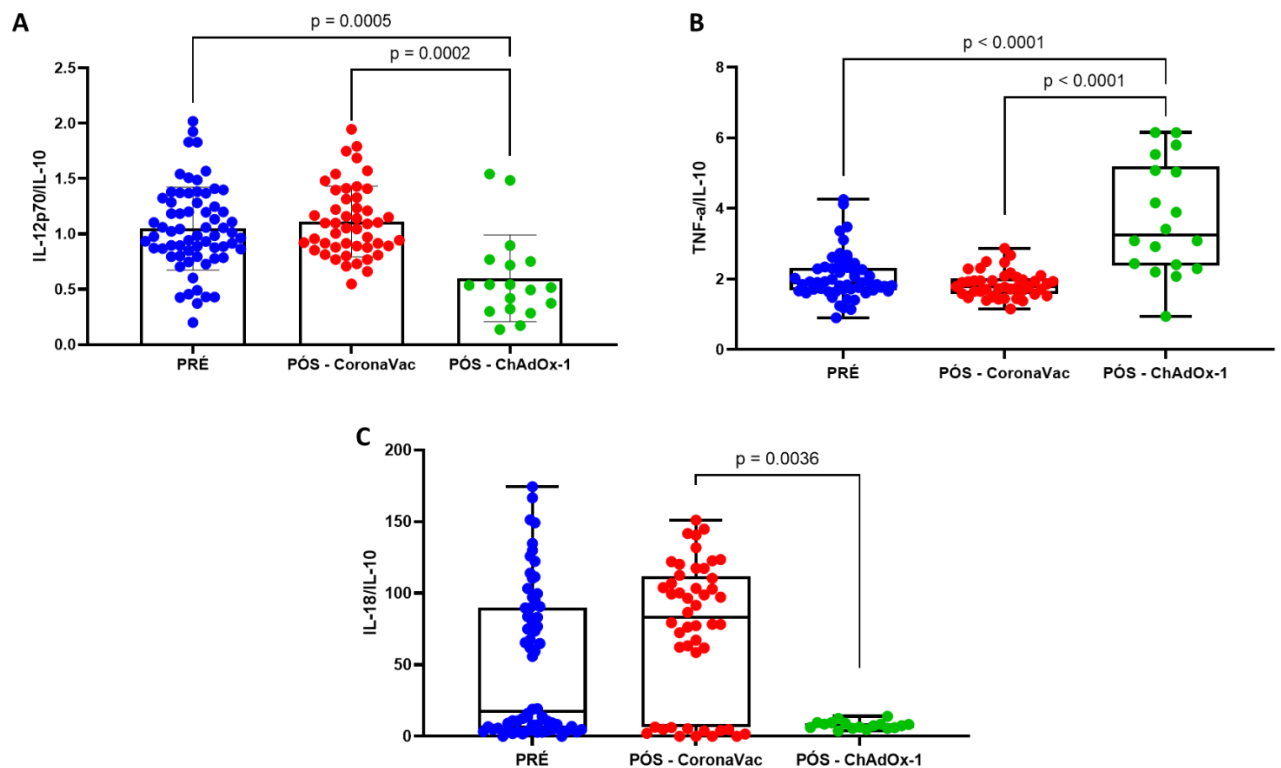 A
p = 0.0005
p = 0.0002
IL-12p70/IL-10
2.5
2.0
1.5
1.0
0.5
0.0
PRÉ
PÓS - CoronaVac
PÓS - ChAdOx-1
B
p < 0.0001
p < 0.0001
TNF-a/IL-10
8
6
4
2
0
PRÉ
PÓS - CoronaVac
PÓS - ChAdOx-1
C
p = 0.0036
IL-18/IL-10
200
150
100
50
0
PRÉ
PÓS - CoronaVac
PÓS - ChAdOx-1